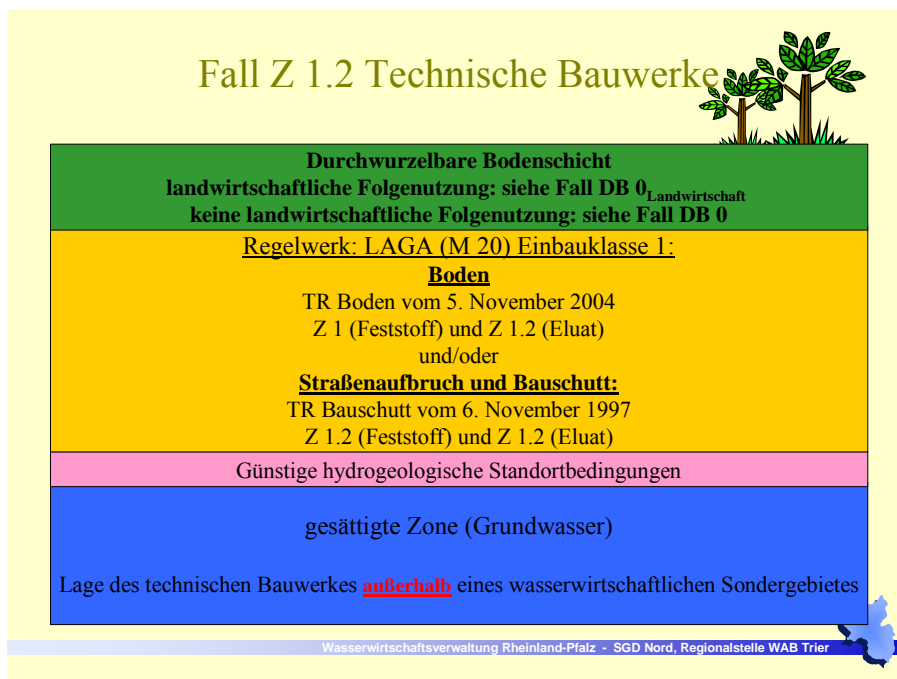 Fall Z 1.2 Technische Bauwerke
Durchwurzelbare Bodenschicht
landwirtschaftliche Folgenutzung: siehe Fall DB 0Landwirtschaft
keine landwirtschaftliche Folgenutzung: siehe Fall DB 0
Regelwerk: LAGA (M 20) Einbauklasse 1:
Boden
TR Boden vom 5. November 2004
Z 1 (Feststoff) und Z 1.2 (Eluat)
und/oder
Straßenaufbruch und Bauschutt:
TR Bauschutt vom 6. November 1997
Z 1.2 (Feststoff) und Z 1.2 (Eluat)
Günstige hydrogeologische Standortbedingungen
gesättigte Zone (Grundwasser)
Lage des technischen Bauwerkes außerhalb eines wasserwirtschaftlichen Sondergebietes
Wasserwirtschaftsverwaltung Rheinland-Pfalz - SGD Nord, Regionalstelle WAB Trier